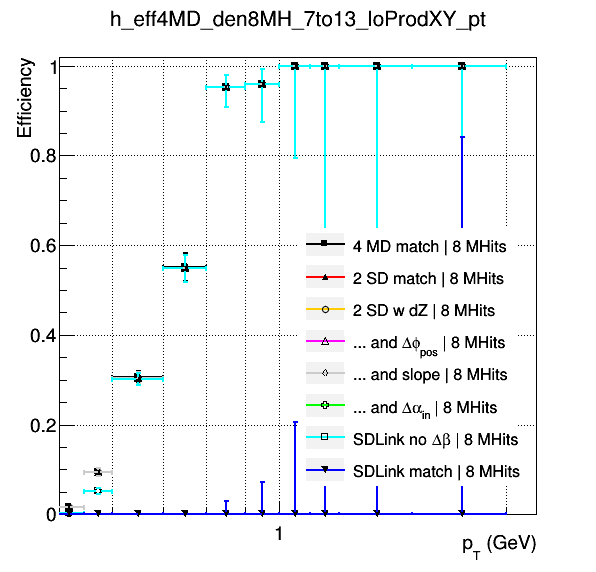 h_eff4MD_den8MH_7to13_loProdXY_pt
Efficiency
1
0.8
0.6
0.4
0.2
0
4 MD match | 8 MHits
2 SD match | 8 MHits
2 SD w dZ | 8 MHits
... and Δϕpos | 8 MHits
... and slope | 8 MHits
... and Δαin | 8 MHits
SDLink no Δβ | 8 MHits
SDLink match | 8 MHits
1
pT (GeV)